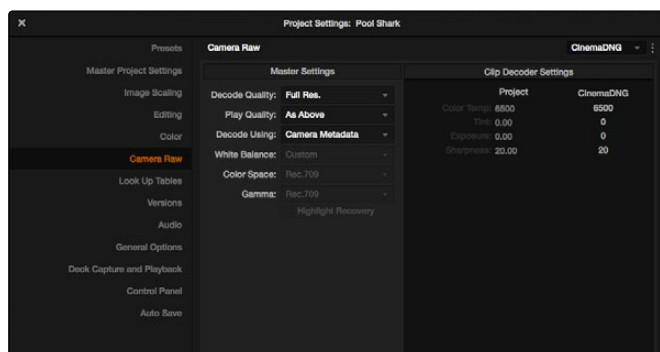 Project Settings: Pool Shark
Presets
Master Project Settings
Image Scaling
Editing
Color
Camera Raw
Look Up Tables
Versions
Audio
General Options
Deck Capture and Playback
Control Panel
Auto Save
Camera Raw
CinemaDNG
Master Settings
Decode Quality: Full Res.
Play Quality: As Above
Decode Using: Camera Metadata
White Balance: Custom
Color Space: Rec.709
Gamma: Rec.709
Highlight Recovery
Clip Decoder Settings
Project CinemaDNG
Color Temp: 6500 6500
Tint: 0.00 0
Exposure: 0.00 0
Sharpness: 20.00 20